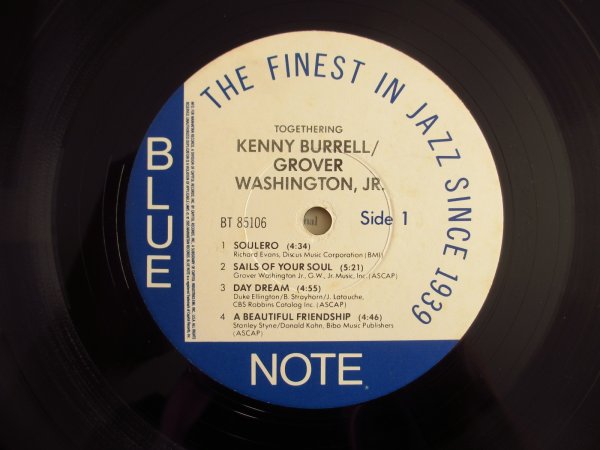 THE FINEST IN JAZZ SINCE 1939
BLUE
NOTE
TOGETHERING
KENNY BURRELL/
GROVER
WASHINGTON, JR.
BT 85106
Side 1
1 SOULERO (4:34)
Richard Evans, Discus Music Corporation (BMI)
2 SAILS OF YOUR SOUL (5:21)
Grover Washington Jr., G.W., Jr. Music, Inc. (ASCAP)
3 DAY DREAM (4:55)
Duke Ellington/B. Strayhorn/J. Latouche,
CBS Robbins Catalog Inc. (ASCAP)
4 A BEAUTIFUL FRIENDSHIP (4:46)
Stanley Styne/Donald Kahn, Bibo Music Publishers
(ASCAP)